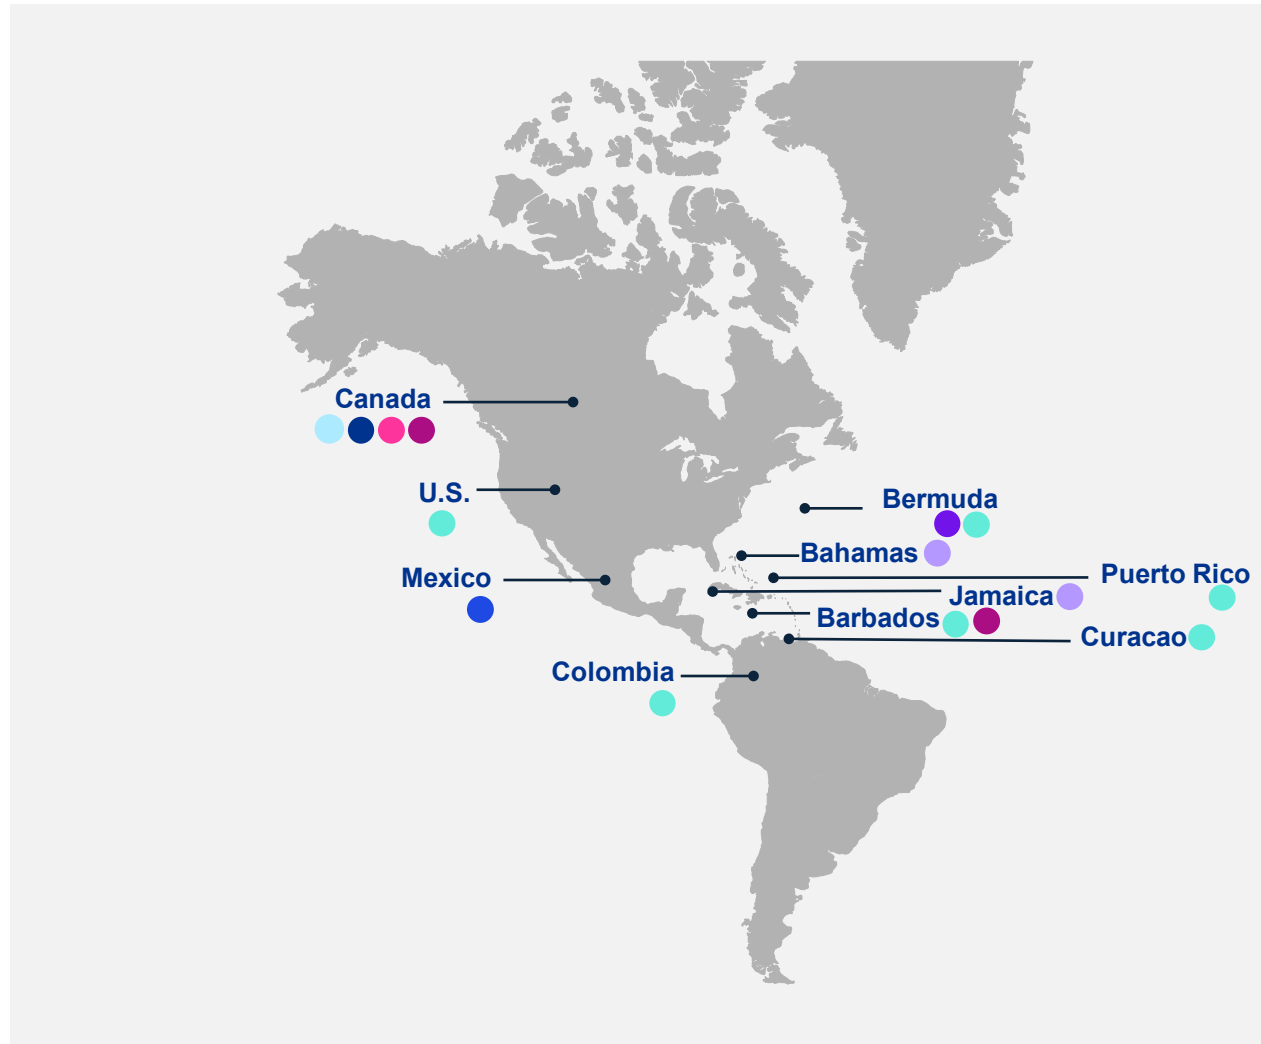 Canada
U.S.
Bermuda
Bahamas
Mexico
Puerto Rico
Jamaica
Barbados
Curacao
Colombia